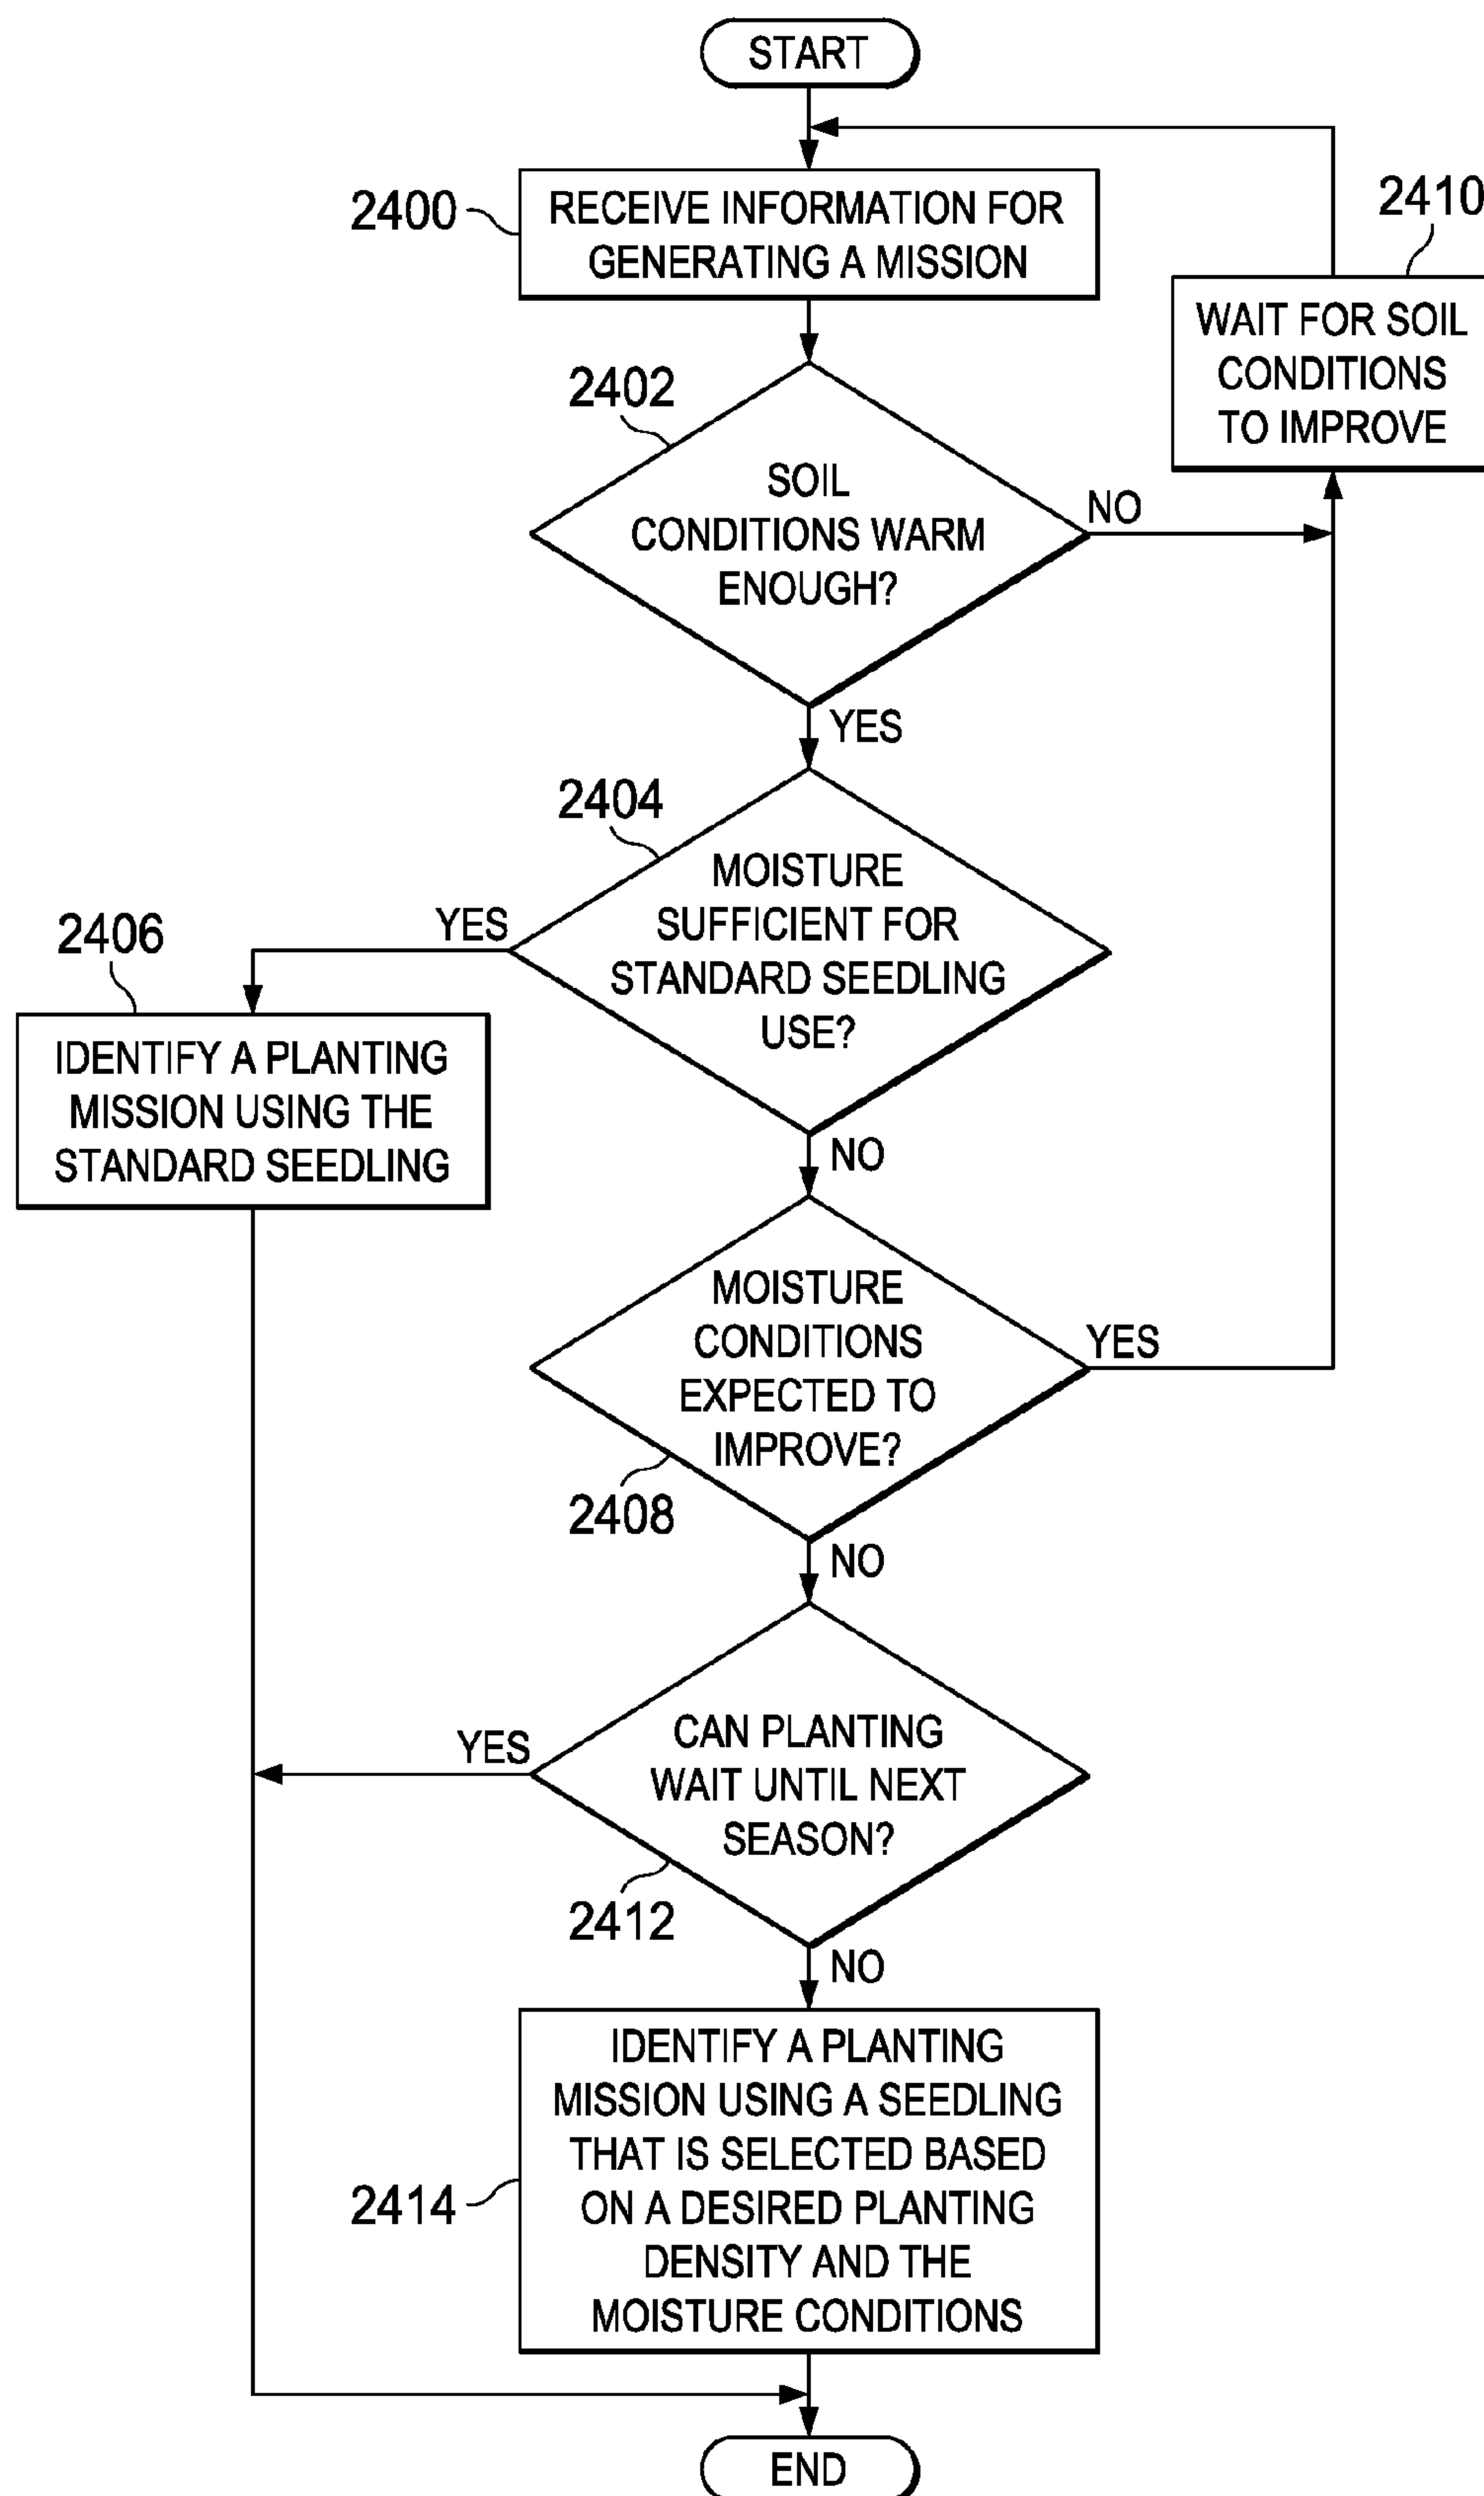 START
2400
RECEIVE INFORMATION FOR
GENERATING A MISSION
2410
WAIT FOR SOIL
CONDITIONS
TO IMPROVE
2402
SOIL
CONDITIONS WARM
ENOUGH?
NO
YES
2404
MOISTURE
SUFFICIENT FOR
STANDARD SEEDLING
USE?
YES
2406
IDENTIFY A PLANTING
MISSION USING THE
STANDARD SEEDLING
NO
MOISTURE
CONDITIONS
EXPECTED TO
IMPROVE?
YES
2408
NO
CAN PLANTING
WAIT UNTIL NEXT
SEASON?
YES
2412
NO
IDENTIFY A PLANTING
MISSION USING A SEEDLING
THAT IS SELECTED BASED
ON A DESIRED PLANTING
DENSITY AND THE
MOISTURE CONDITIONS
2414
END